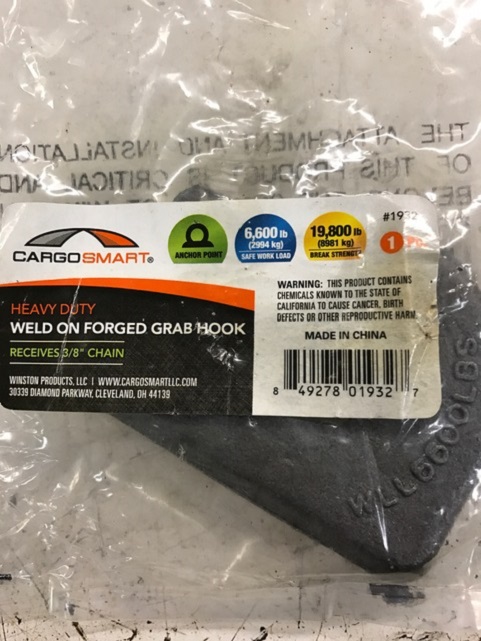 THE ATTACHMENT AND INSTALLATION
OF THIS PRODUCT IS CRITICAL AND
#1932
CARGOSMART®
ANCHOR POINT
6,600 lb
(2994 kg)
SAFE WORK LOAD
19,800 lb
(8981 kg)
BREAK STRENGTH
1 PC
HEAVY DUTY
WELD ON FORGED GRAB HOOK
RECEIVES 3/8" CHAIN
WINSTON PRODUCTS, LLC | WWW.CARGOSMARTLLC.COM
30339 DIAMOND PARKWAY, CLEVELAND, OH 44139
WARNING: THIS PRODUCT CONTAINS
CHEMICALS KNOWN TO THE STATE OF
CALIFORNIA TO CAUSE CANCER, BIRTH
DEFECTS OR OTHER REPRODUCTIVE HARM
MADE IN CHINA
8 49278 01932 7
WLL6600LBS